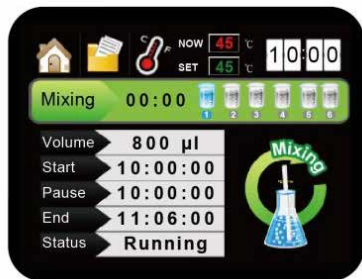 NOW 45 °C
SET 45 °C
10:00
Mixing 00:00
1 2 3 4 5 6
Volume 800 µl
Start 10:00:00
Pause 10:00:00
End 11:06:00
Status Running
Mixing